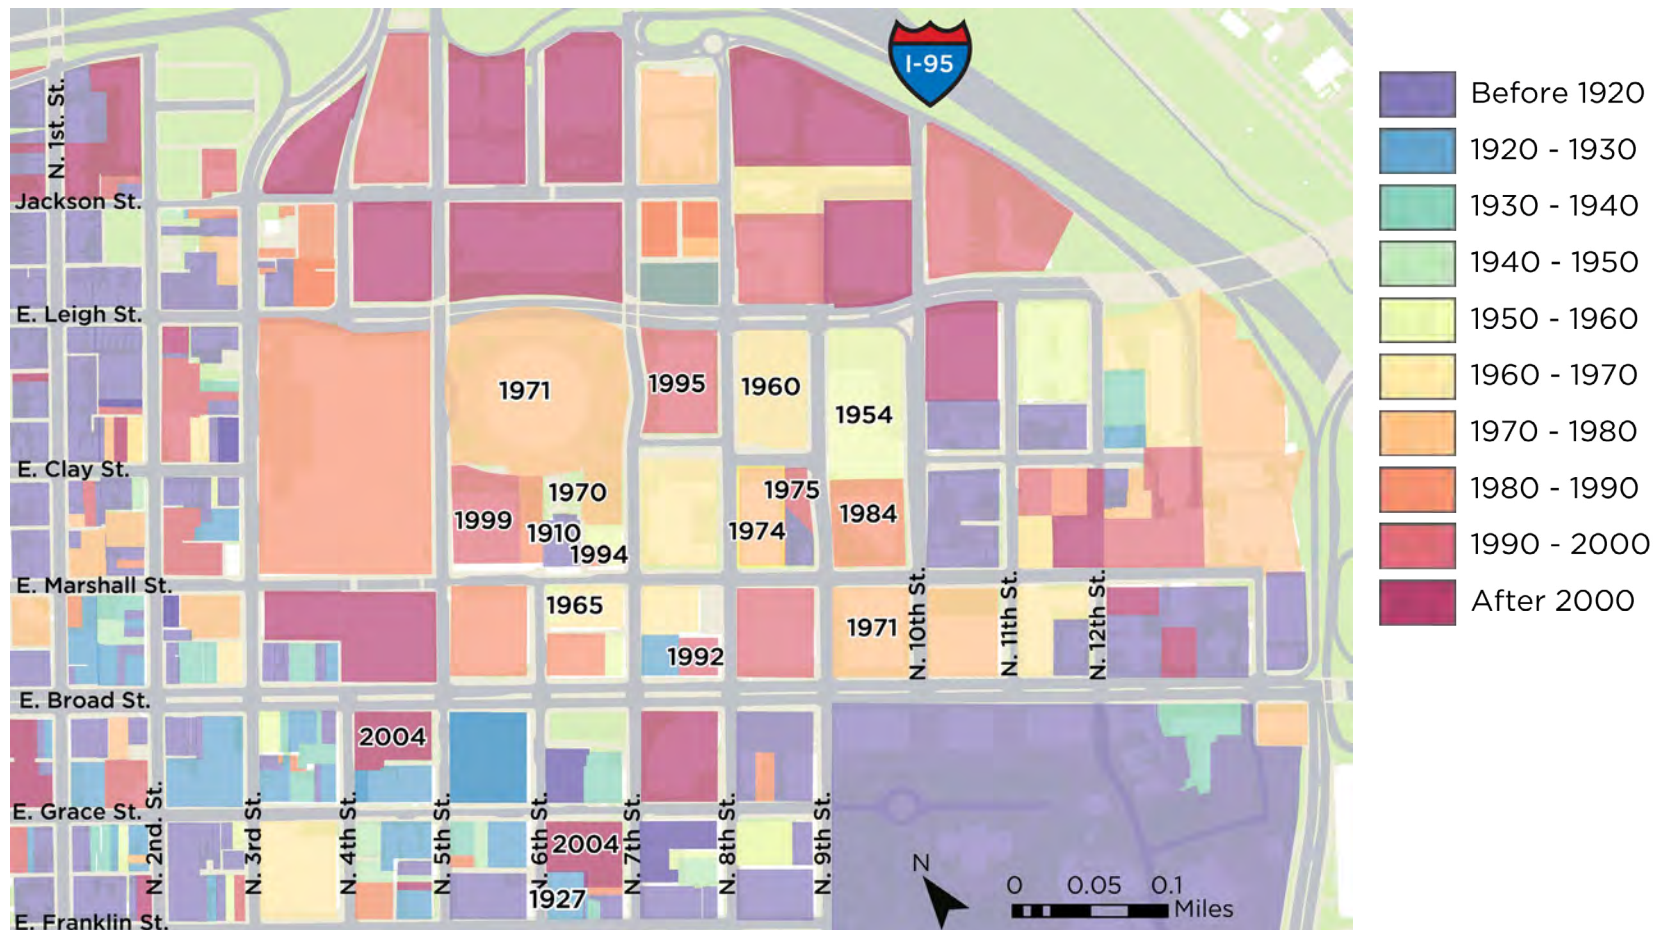 I-95
N. 1st. St.
Jackson St.
E. Leigh St.
1971
1995
1960
1954
E. Clay St.
1970
1975
1999
1910
1974
1984
1994
E. Marshall St.
1965
1971
1992
N. 10th St.
N. 11th St.
N. 12th St.
E. Broad St.
2004
E. Grace St.
N. 2nd. St.
N. 3rd St.
N. 4th St.
N. 5th St.
N. 6th St.
N. 7th St.
N. 8th St.
N. 9th St.
2004
1927
E. Franklin St.
N
0 0.05 0.1
Miles
Before 1920
1920 - 1930
1930 - 1940
1940 - 1950
1950 - 1960
1960 - 1970
1970 - 1980
1980 - 1990
1990 - 2000
After 2000